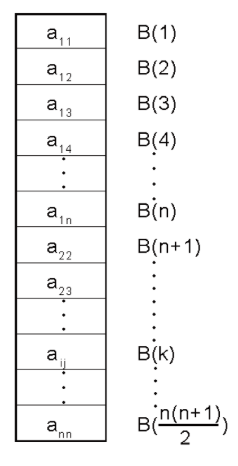 a₁₁ B(1)
a₁₂ B(2)
a₁₃ B(3)
a₁₄ B(4)
⋮ ⋮
a₁ₙ B(n)
a₂₂ B(n+1)
a₂₃ ⋮
⋮ ⋮
aᵢⱼ B(k)
⋮ ⋮
aₙₙ B(n(n+1)/2)